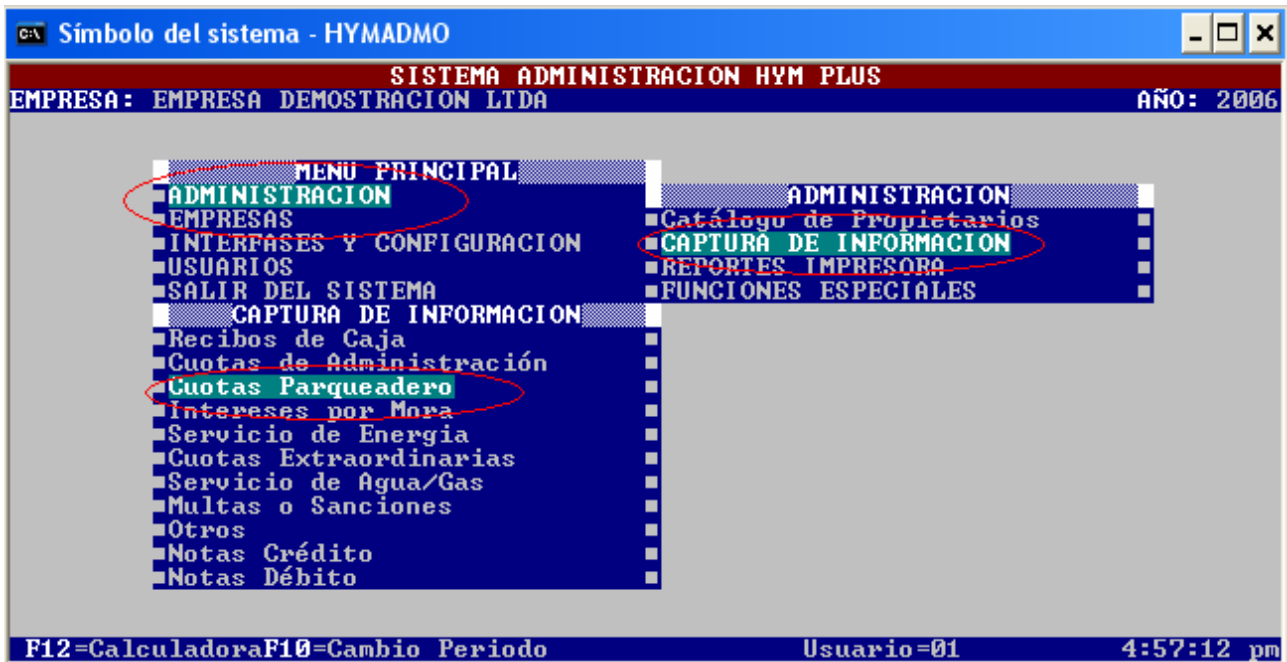 Símbolo del sistema - HYMADMO
SISTEMA ADMINISTRACION HYM PLUS
EMPRESA: EMPRESA DEMOSTRACION LTDA AÑO: 2006
MENU PRINCIPAL
ADMINISTRACION
EMPRESAS
INTERFASES Y CONFIGURACION
USUARIOS
SALIR DEL SISTEMA
ADMINISTRACION
Catálogo de Propietarios
CAPTURA DE INFORMACION
REPORTES IMPRESORA
FUNCIONES ESPECIALES
CAPTURA DE INFORMACION
Recibos de Caja
Cuotas de Administración
Cuotas Parqueadero
Intereses por Mora
Servicio de Energia
Cuotas Extraordinarias
Servicio de Agua/Gas
Multas o Sanciones
Otros
Notas Crédito
Notas Débito
F12=CalculadoraF10=Cambio Periodo Usuario=01 4:57:12 pm